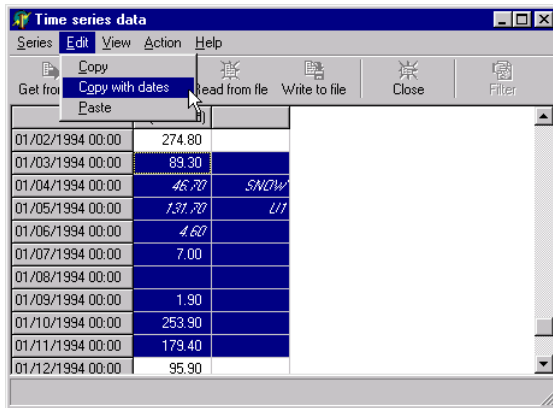 Time series data
Series Edit View Action Help
Copy
Copy with dates
Paste
Get fro ead from fle Write to file Close Filter
01/02/1994 00:00 274.80
01/03/1994 00:00 89.30
01/04/1994 00:00 46.70 SNOW
01/05/1994 00:00 131.70 U1
01/06/1994 00:00 4.60
01/07/1994 00:00 7.00
01/08/1994 00:00
01/09/1994 00:00 1.90
01/10/1994 00:00 253.90
01/11/1994 00:00 179.40
01/12/1994 00:00 95.90